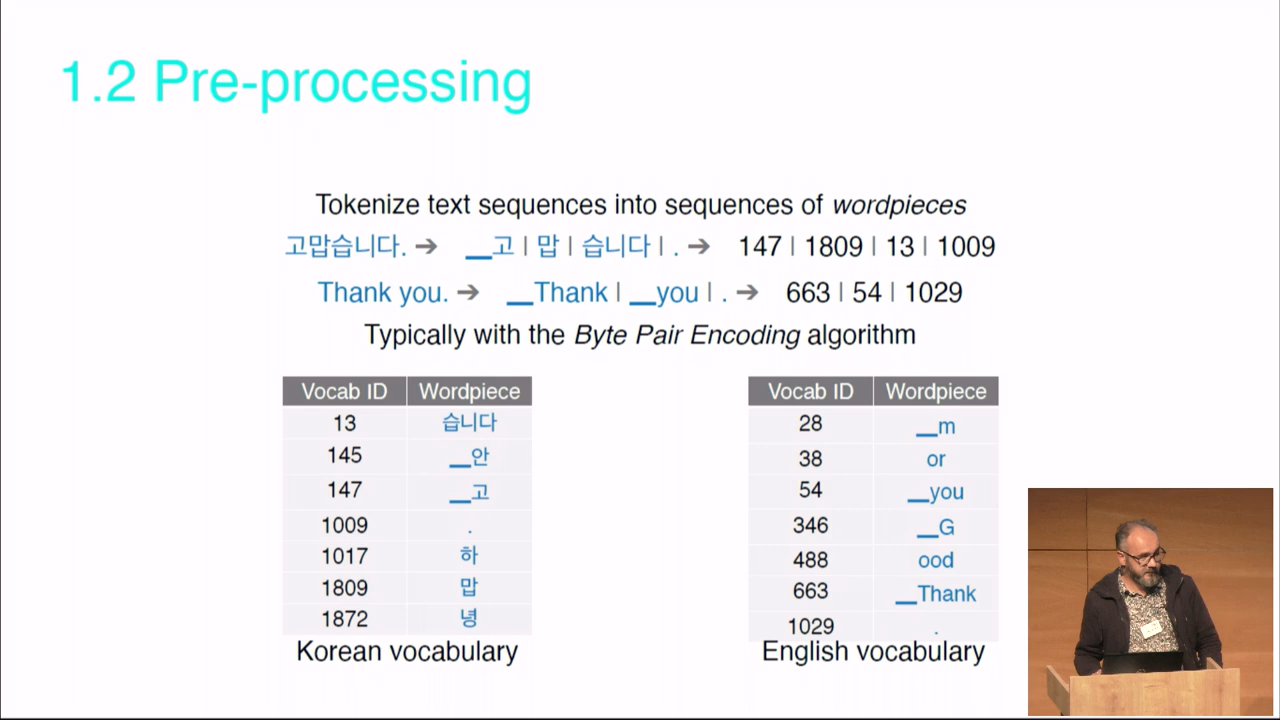 1.2 Pre-processing
Tokenize text sequences into sequences of wordpieces
고맙습니다. ➔ __고 | 맙 | 습니다 | . ➔ 147 | 1809 | 13 | 1009
Thank you. ➔ __Thank | __you | . ➔ 663 | 54 | 1029
Typically with the Byte Pair Encoding algorithm
Vocab ID Wordpiece
13 습니다
145 __안
147 __고
1009 .
1017 하
1809 맙
1872 녕
Korean vocabulary
Vocab ID Wordpiece
28 __m
38 or
54 __you
346 __G
488 ood
663 __Thank
1029 .
English vocabulary